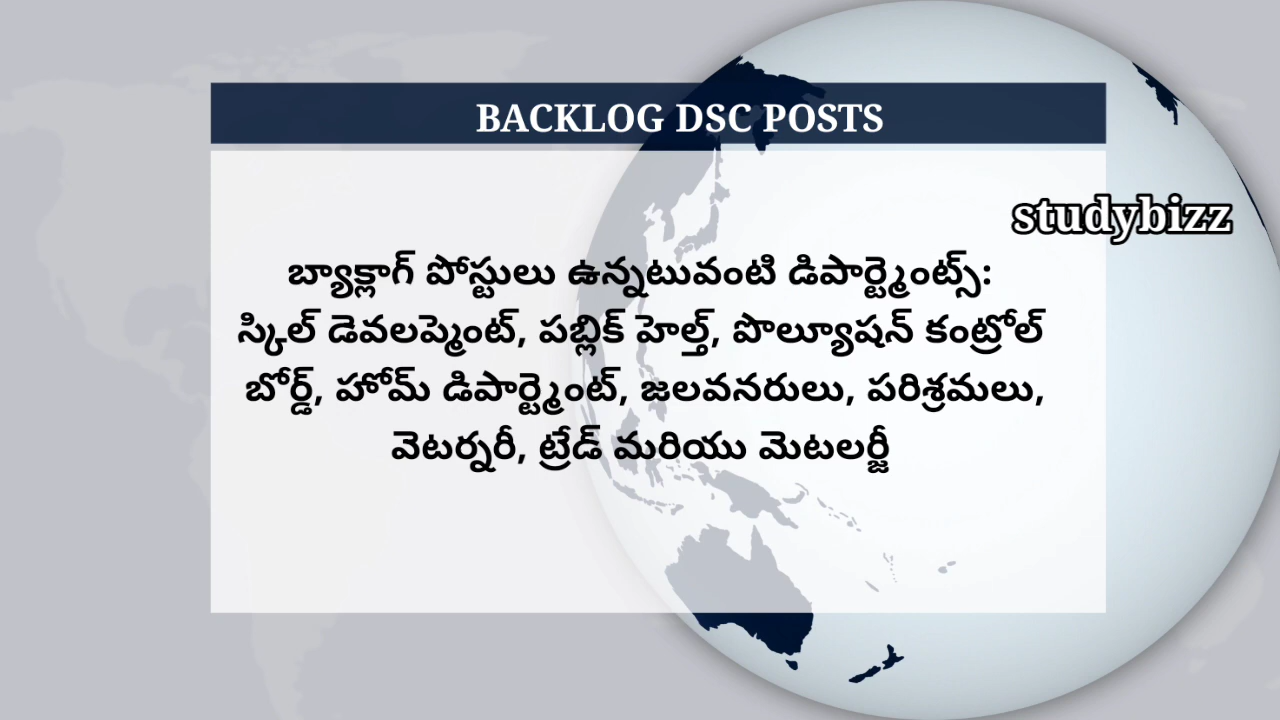 BACKLOG DSC POSTS
studybizz
బ్యాక్లాగ్ పోస్టులు ఉన్నటువంటి డిపార్ట్మెంట్స్:
స్కిల్ డెవలప్మెంట్, పబ్లిక్ హెల్త్, పొల్యూషన్ కంట్రోల్
బోర్డ్, హోమ్ డిపార్ట్మెంట్, జలవనరులు, పరిశ్రమలు,
వెటర్నరీ, ట్రేడ్ మరియు మెటలర్జీ